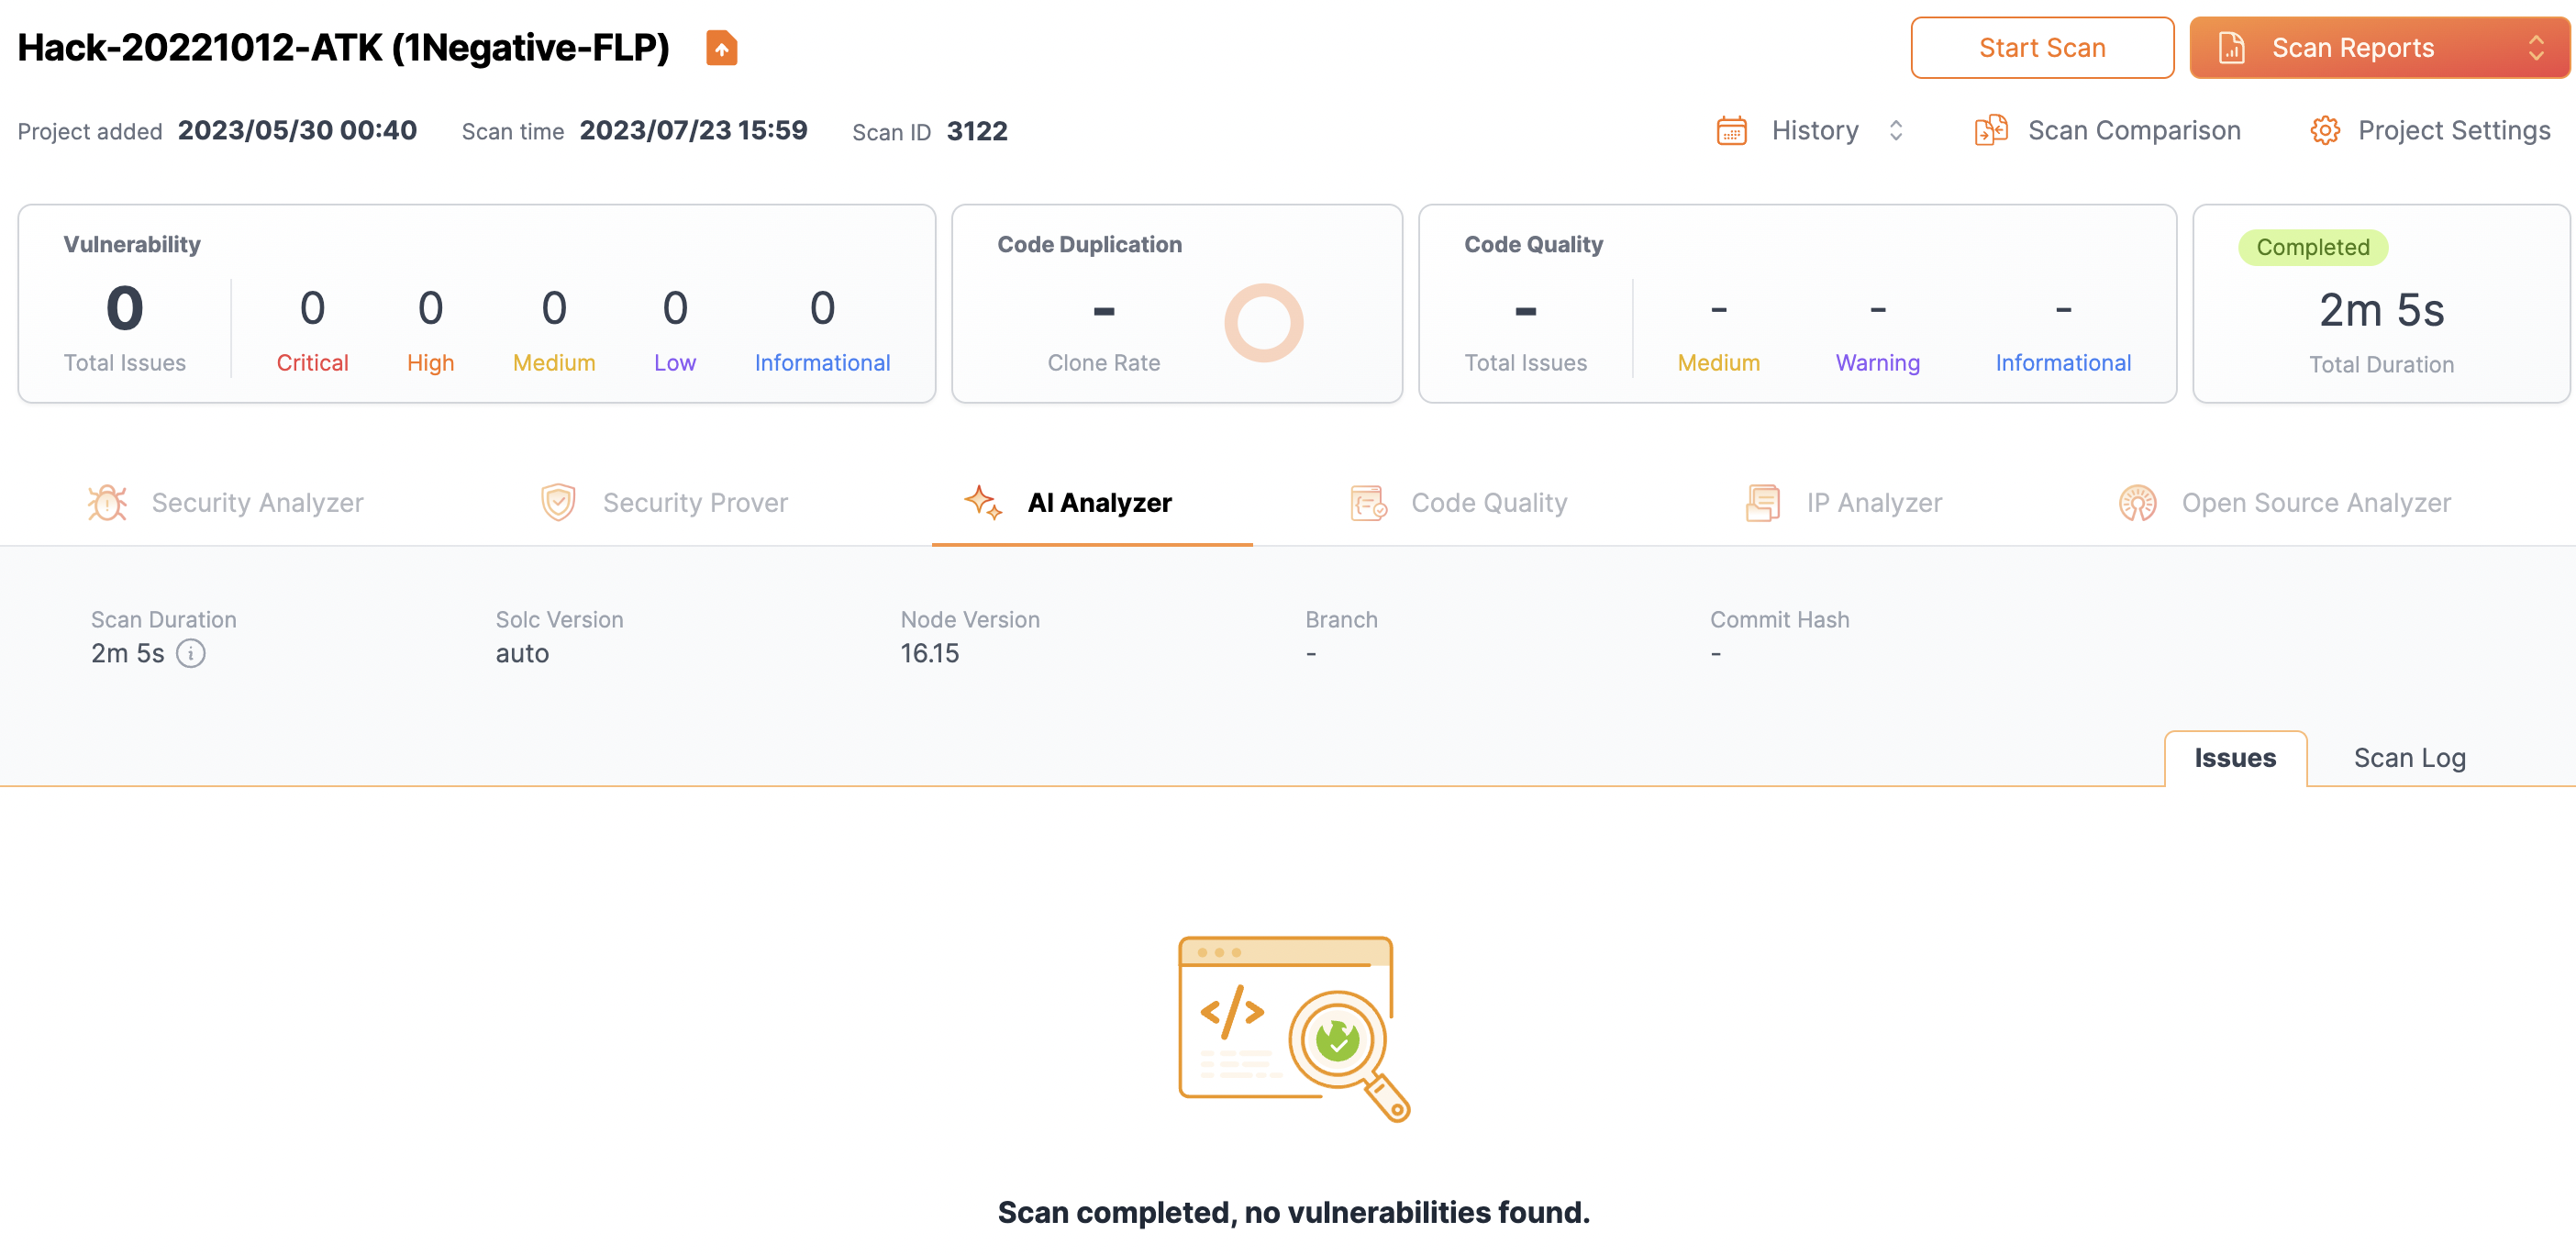 Hack-20221012-ATK (1Negative-FLP)
Start Scan
Scan Reports
Project added 2023/05/30 00:40 Scan time 2023/07/23 15:59 Scan ID 3122
History Scan Comparison Project Settings
Vulnerability
0 0 0 0 0 0
Total Issues Critical High Medium Low Informational
Code Duplication
-
Clone Rate
Code Quality
- - - -
Total Issues Medium Warning Informational
Completed
2m 5s
Total Duration
Security Analyzer Security Prover AI Analyzer Code Quality IP Analyzer Open Source Analyzer
Scan Duration Solc Version Node Version Branch Commit Hash
2m 5s auto 16.15 - -
Issues Scan Log
</>
Scan completed, no vulnerabilities found.